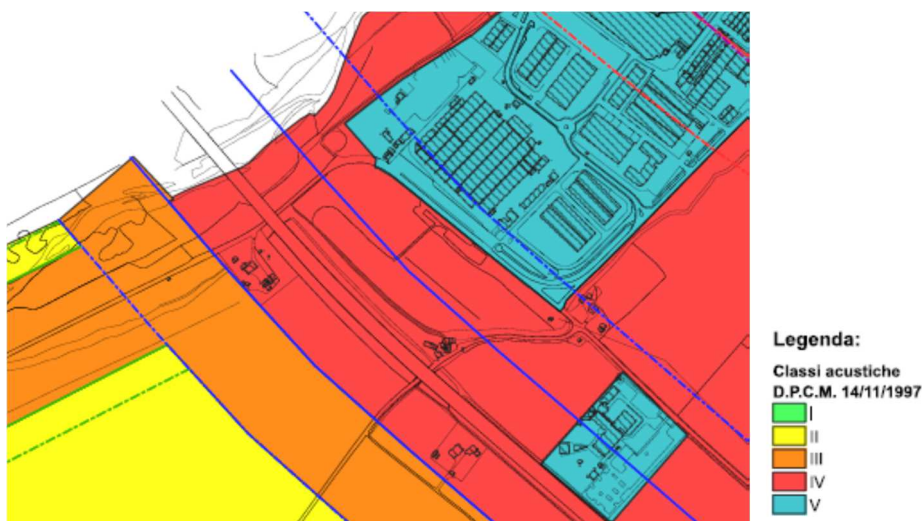 Legenda:
Classi acustiche
D.P.C.M. 14/11/1997
I
II
III
IV
V